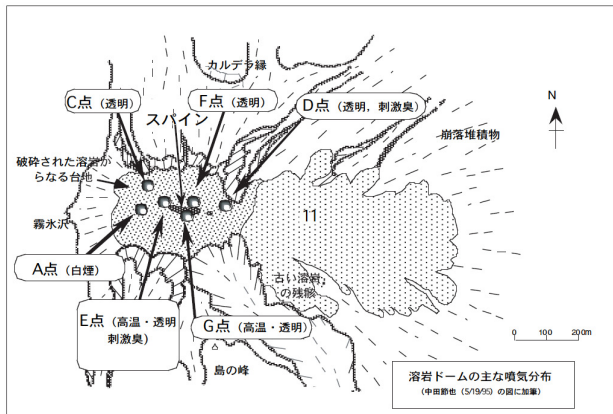 カルデラ縁
C点（透明）
F点（透明）
D点（透明，刺激臭）
スパイン
N
崩落堆積物
破砕された溶岩か
らなる台地
霧氷沢
11
A点（白煙）
古い溶岩
の残骸
E点（高温・透明
刺激臭）
G点（高温・透明）
島の峰
0 100 200m
溶岩ドームの主な噴気分布
（中田節也（5/19/95）の図に加筆）